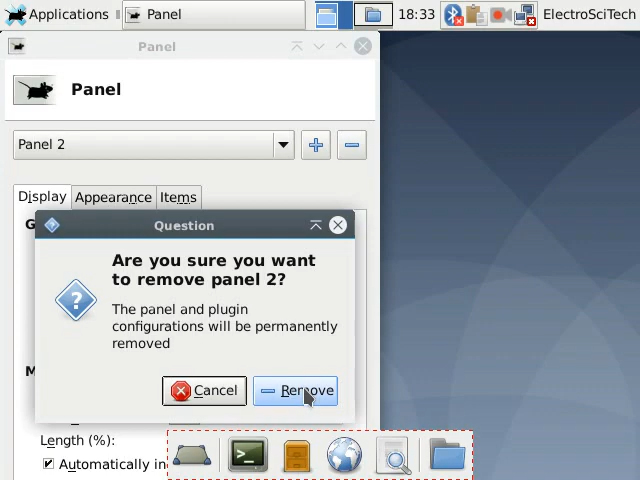 Applications
Panel
18:33
ElectroSciTech
Panel
Panel
Panel 2
Display
Appearance
Items
G
Question
Are you sure you want
to remove panel 2?
The panel and plugin
configurations will be permanently
removed
M
Cancel
Remove
Length (%):
Automatically in